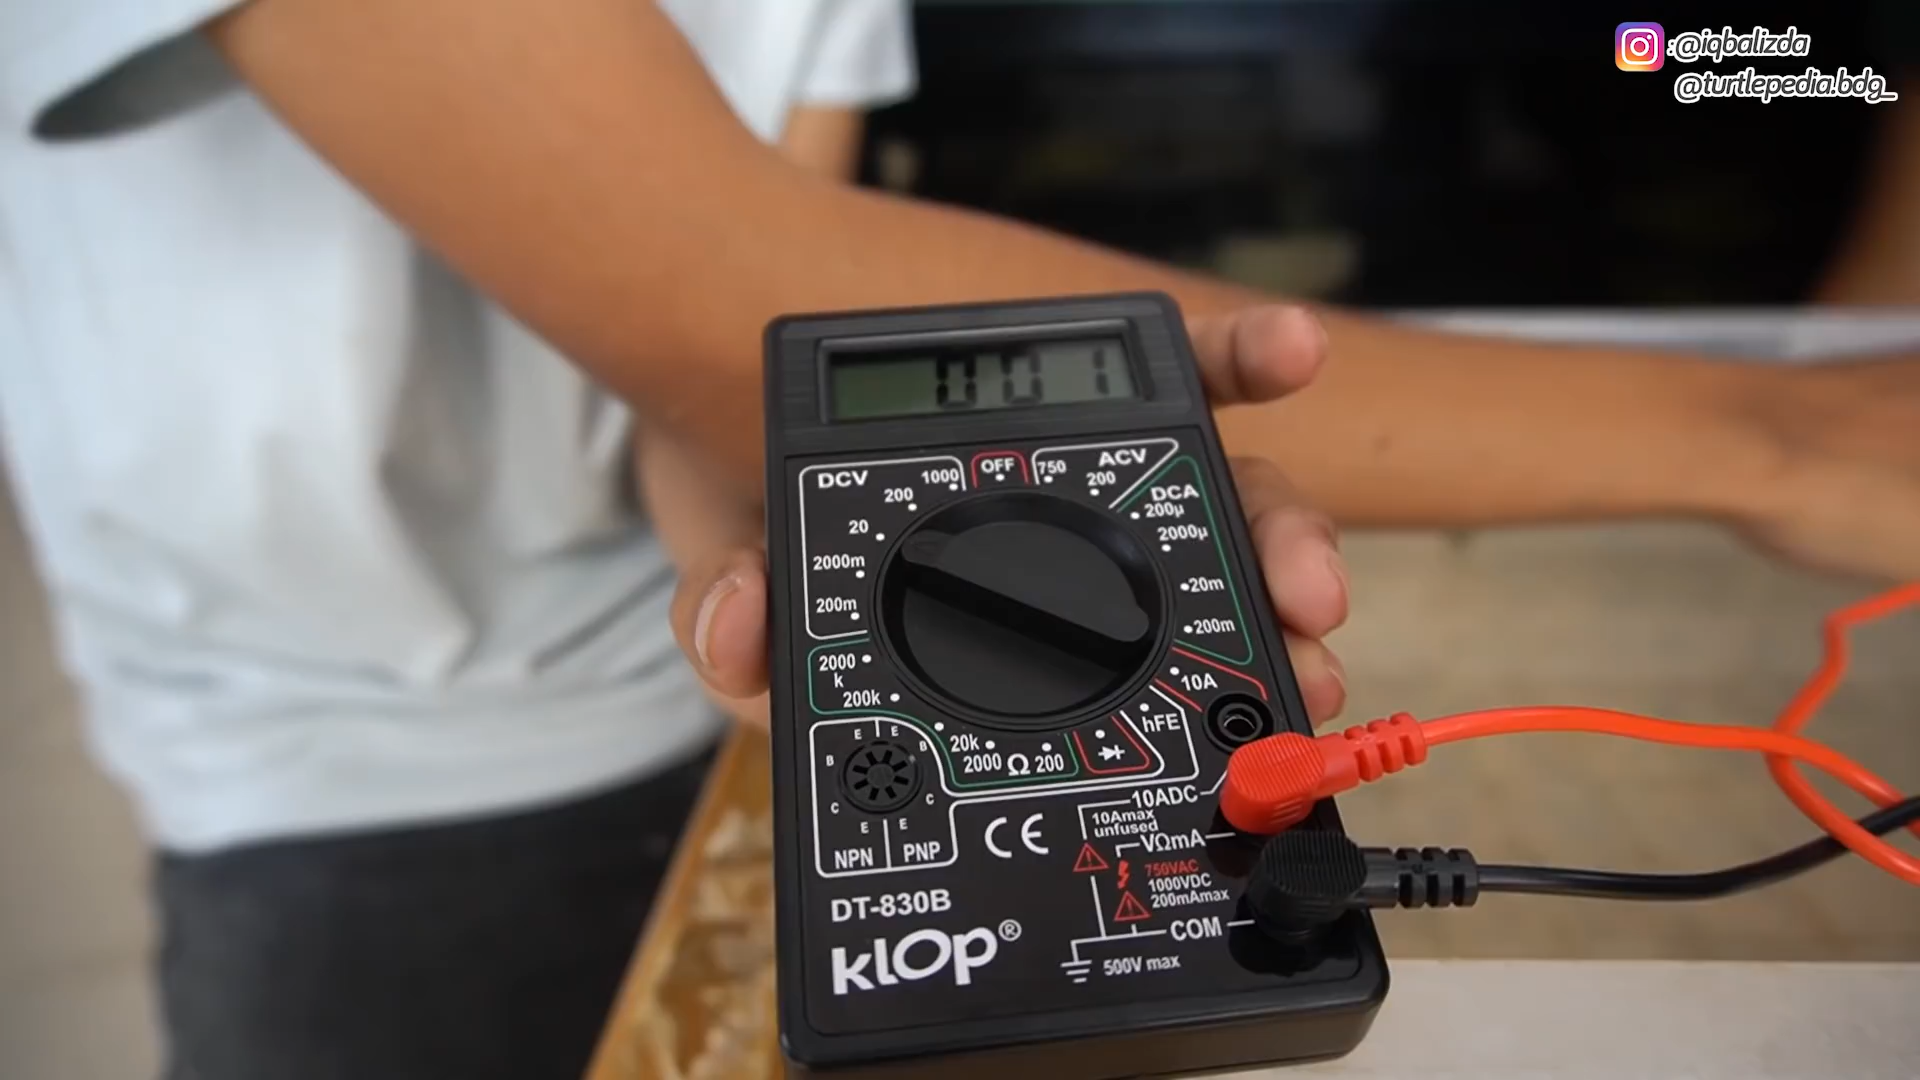 :@iqbalizda
@turtlepedia.bdg_
001
DCV
1000
OFF
750
ACV
200
200
DCA
200µ
20
2000µ
2000m
20m
200m
200m
2000
k
200k
10A
hFE
20k
2000 Ω 200
E E
B B
C C
E E
NPN PNP
CE
10ADC
10Amax
unfused
VΩmA
750VAC
1000VDC
200mAmax
COM
500V max
DT-830B
klOp®